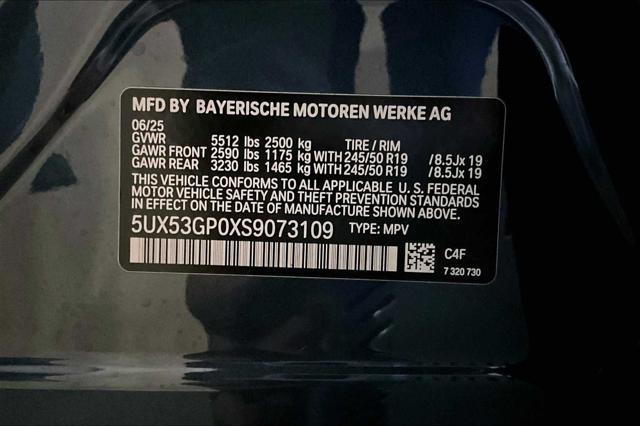 MFD BY BAYERISCHE MOTOREN WERKE AG
06/25
GVWR 5512 lbs 2500 kg TIRE / RIM
GAWR FRONT 2590 lbs 1175 kg WITH 245/50 R19 / 8.5Jx 19
GAWR REAR 3230 lbs 1465 kg WITH 245/50 R19 / 8.5Jx 19
THIS VEHICLE CONFORMS TO ALL APPLICABLE U. S. FEDERAL
MOTOR VEHICLE SAFETY AND THEFT PREVENTION STANDARDS
IN EFFECT ON THE DATE OF MANUFACTURE SHOWN ABOVE.
5UX53GP0XS9073109 TYPE: MPV
C4F
7 320 730